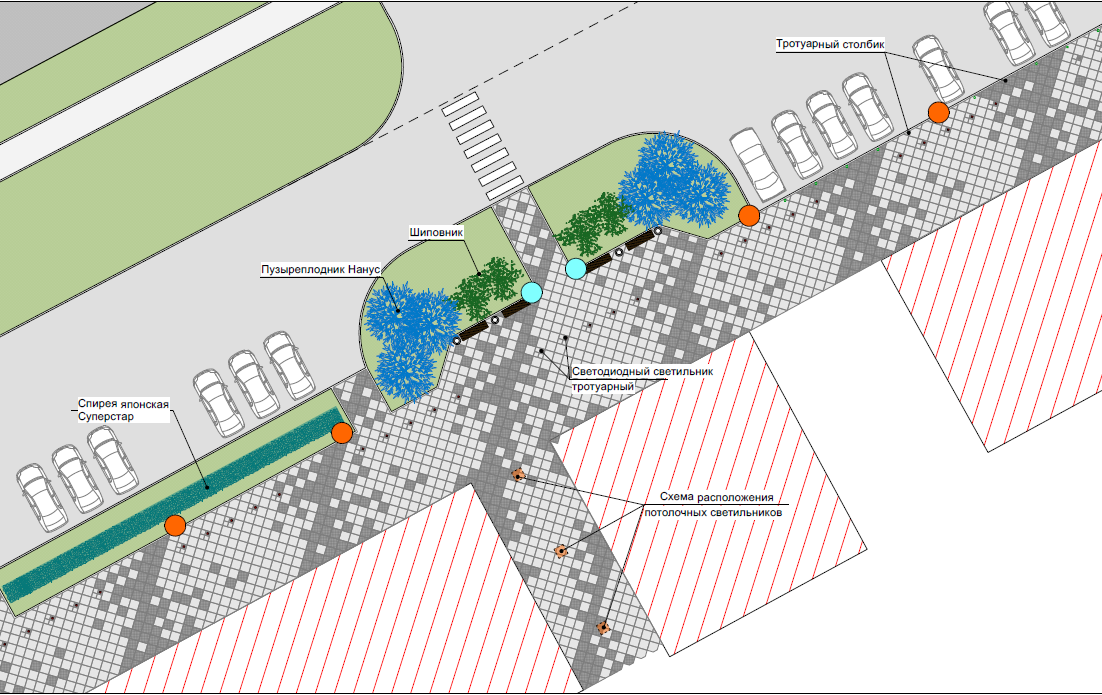 Тротуарный столбик
Шиповник
Пузыреплодник Нанус
Светодиодный светильник
тротуарный
Спирея японская
Суперстар
Схема расположения
потолочных светильников